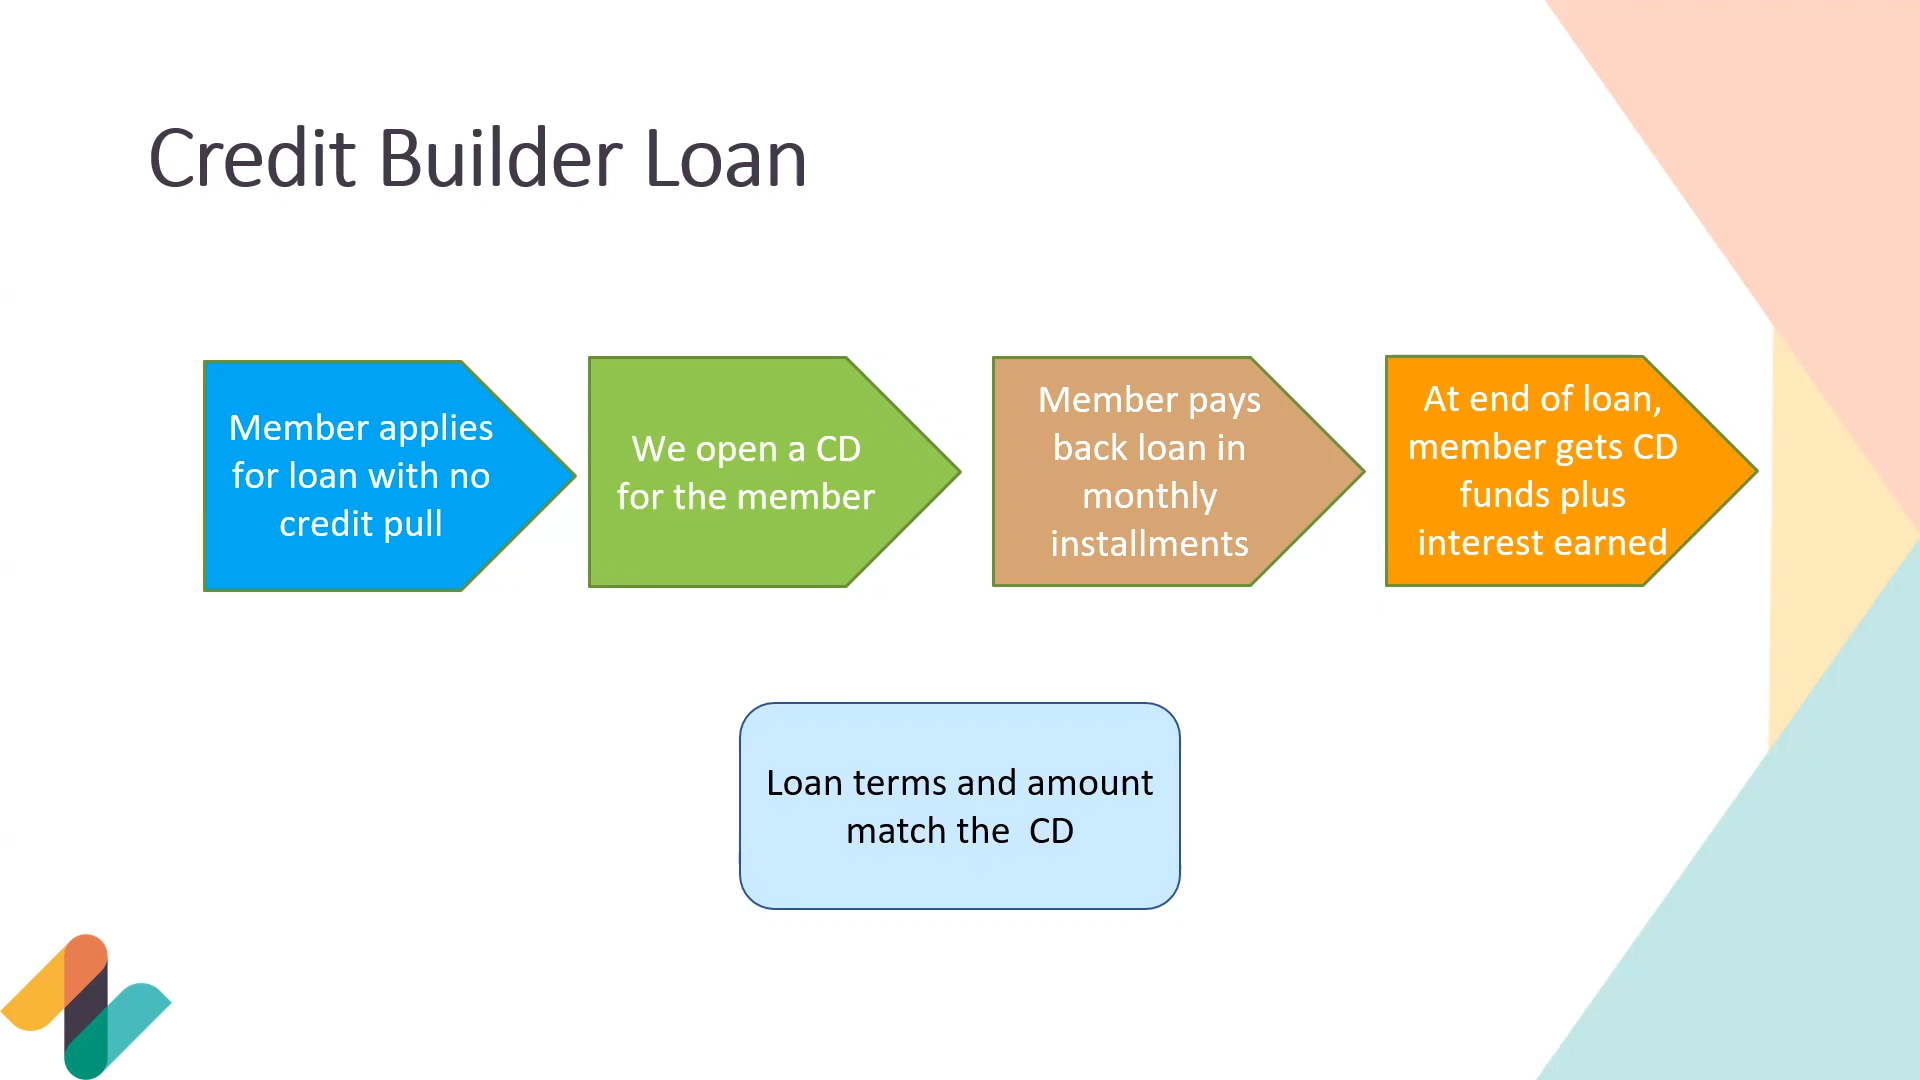 Credit Builder Loan
Member applies
for loan with no
credit pull
We open a CD
for the member
Member pays
back loan in
monthly
installments
At end of loan,
member gets CD
funds plus
interest earned
Loan terms and amount
match the  CD